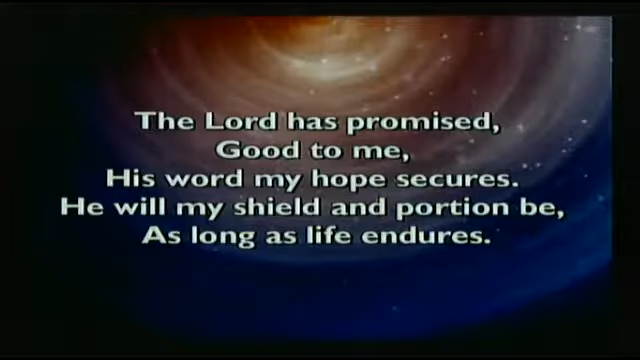 The Lord has promised,
Good to me,
His word my hope secures.
He will my shield and portion be,
As long as life endures.